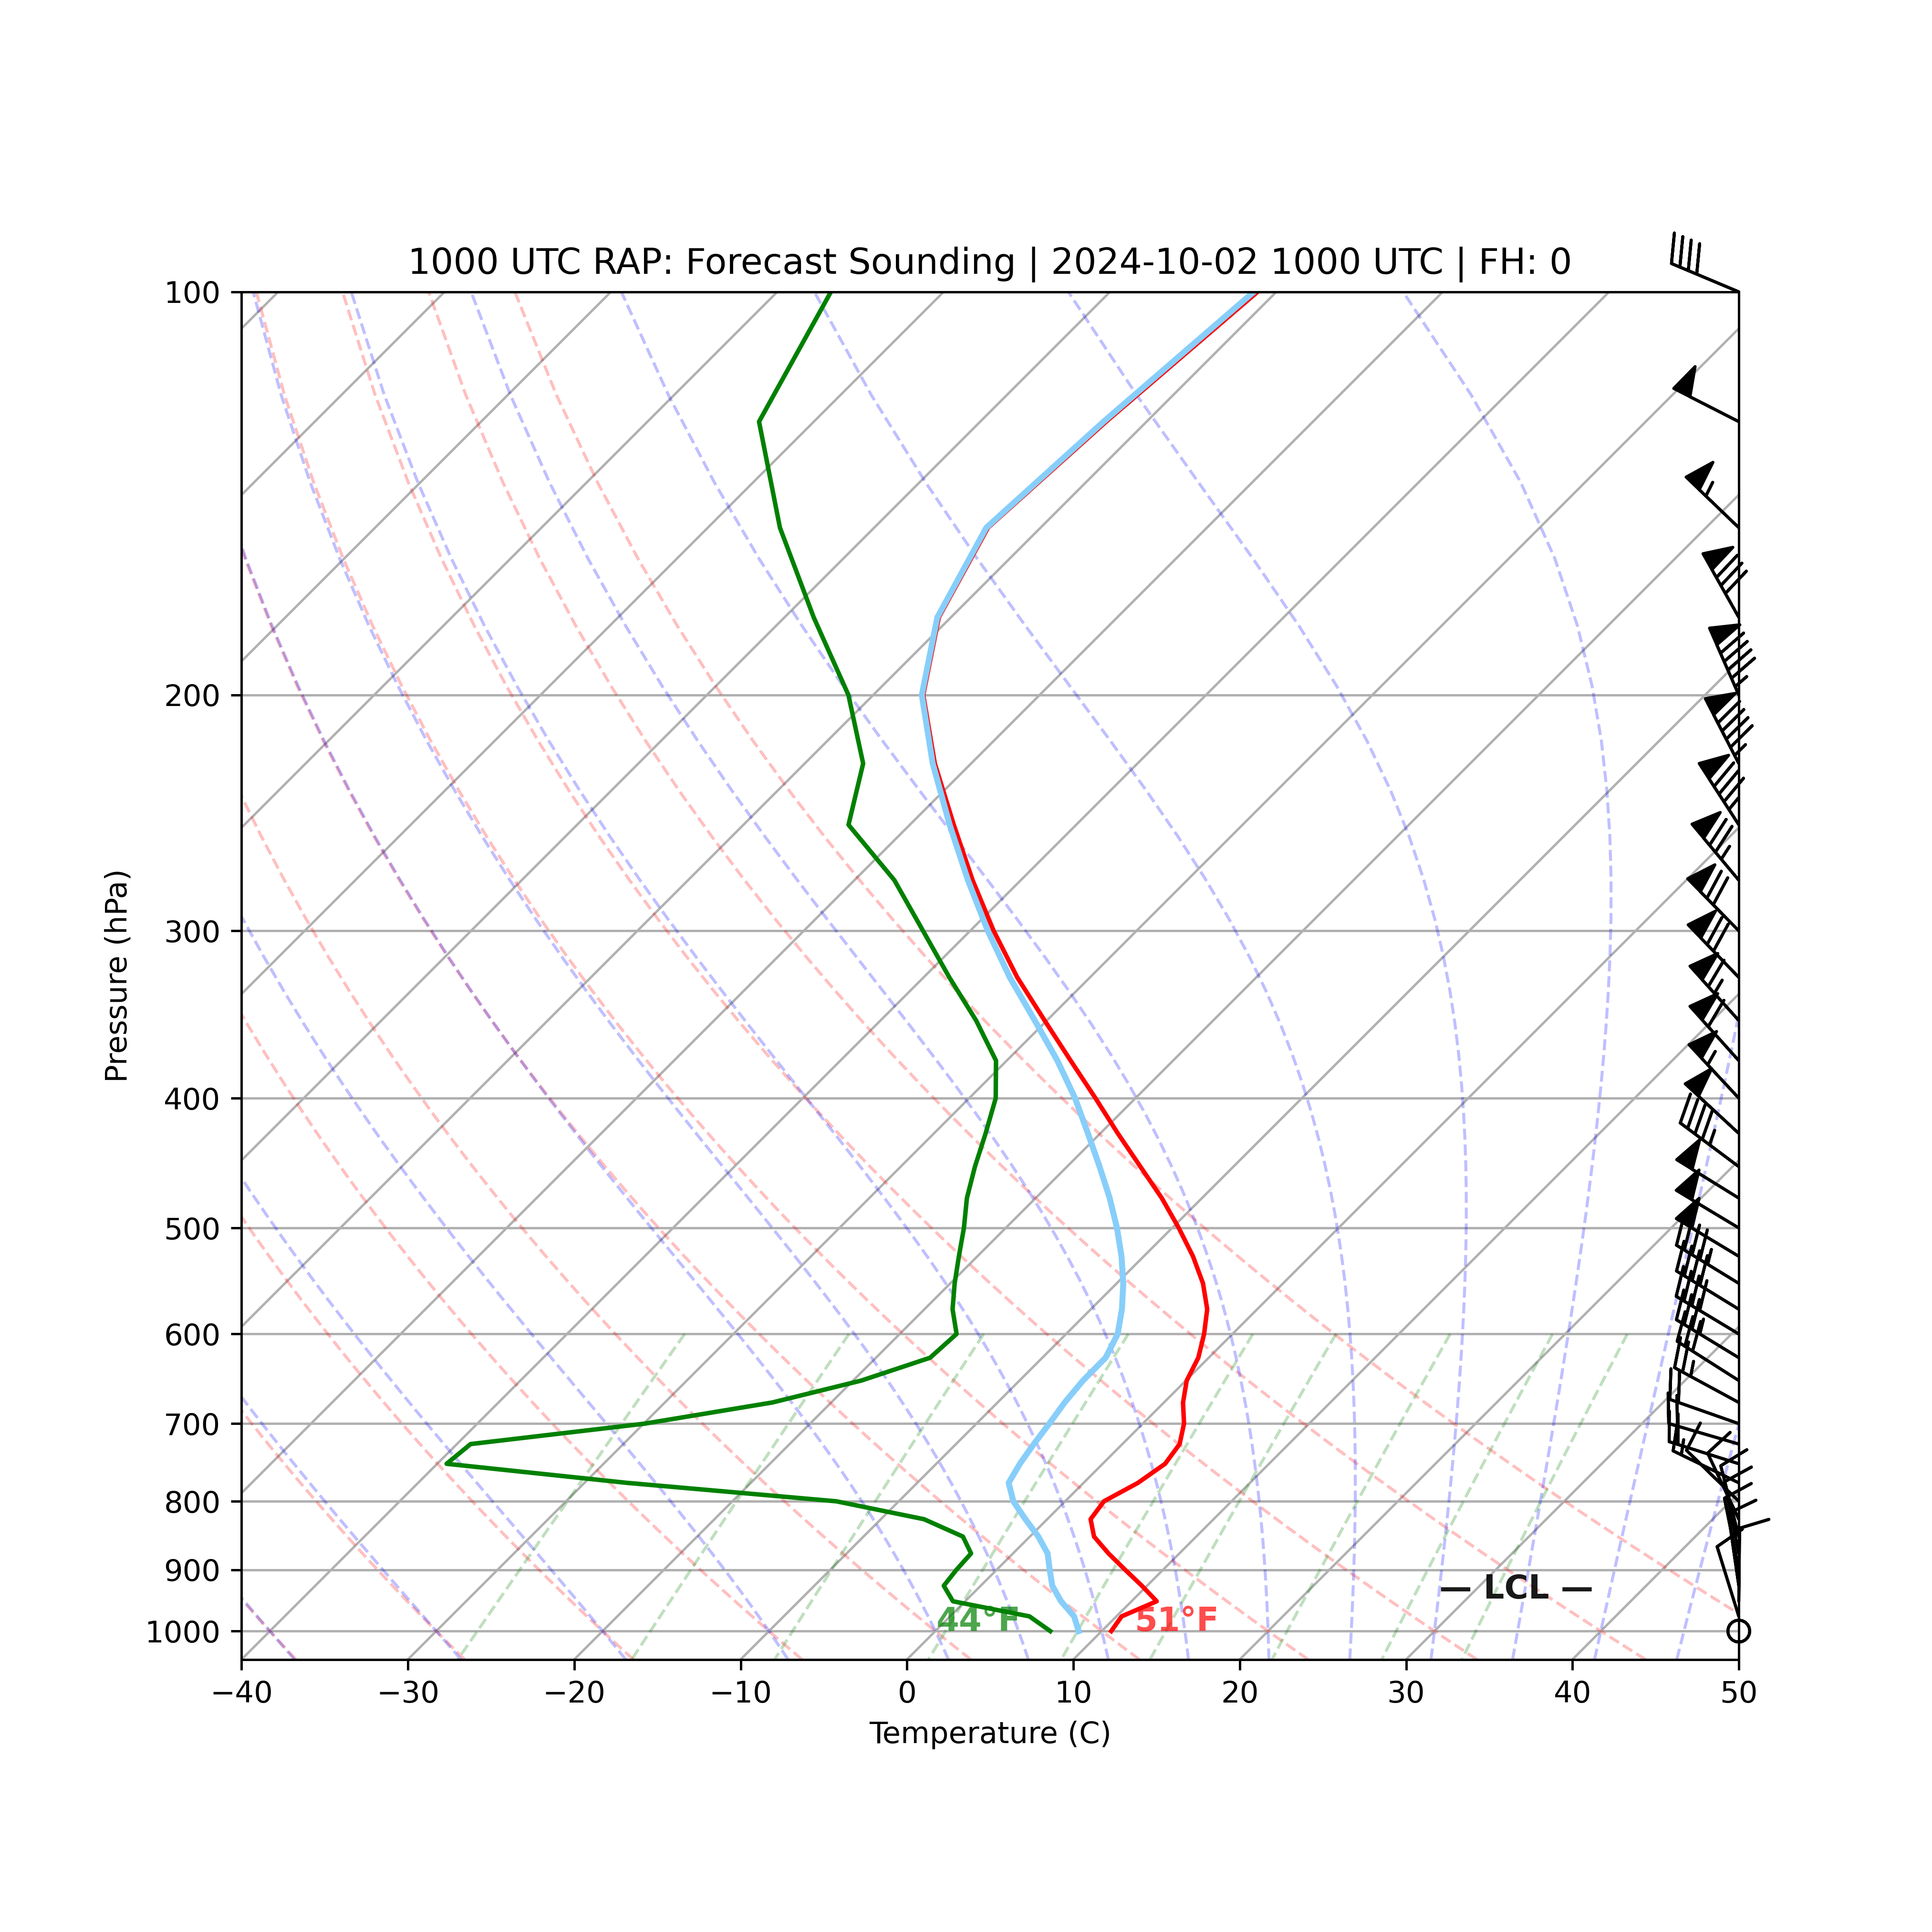 1000 UTC RAP: Forecast Sounding | 2024-10-02 1000 UTC | FH: 0
100
200
300
400
500
600
700
800
900
1000
Pressure (hPa)
— LCL —
44°F
51°F
−40 −30 −20 −10 0 10 20 30 40 50
Temperature (C)